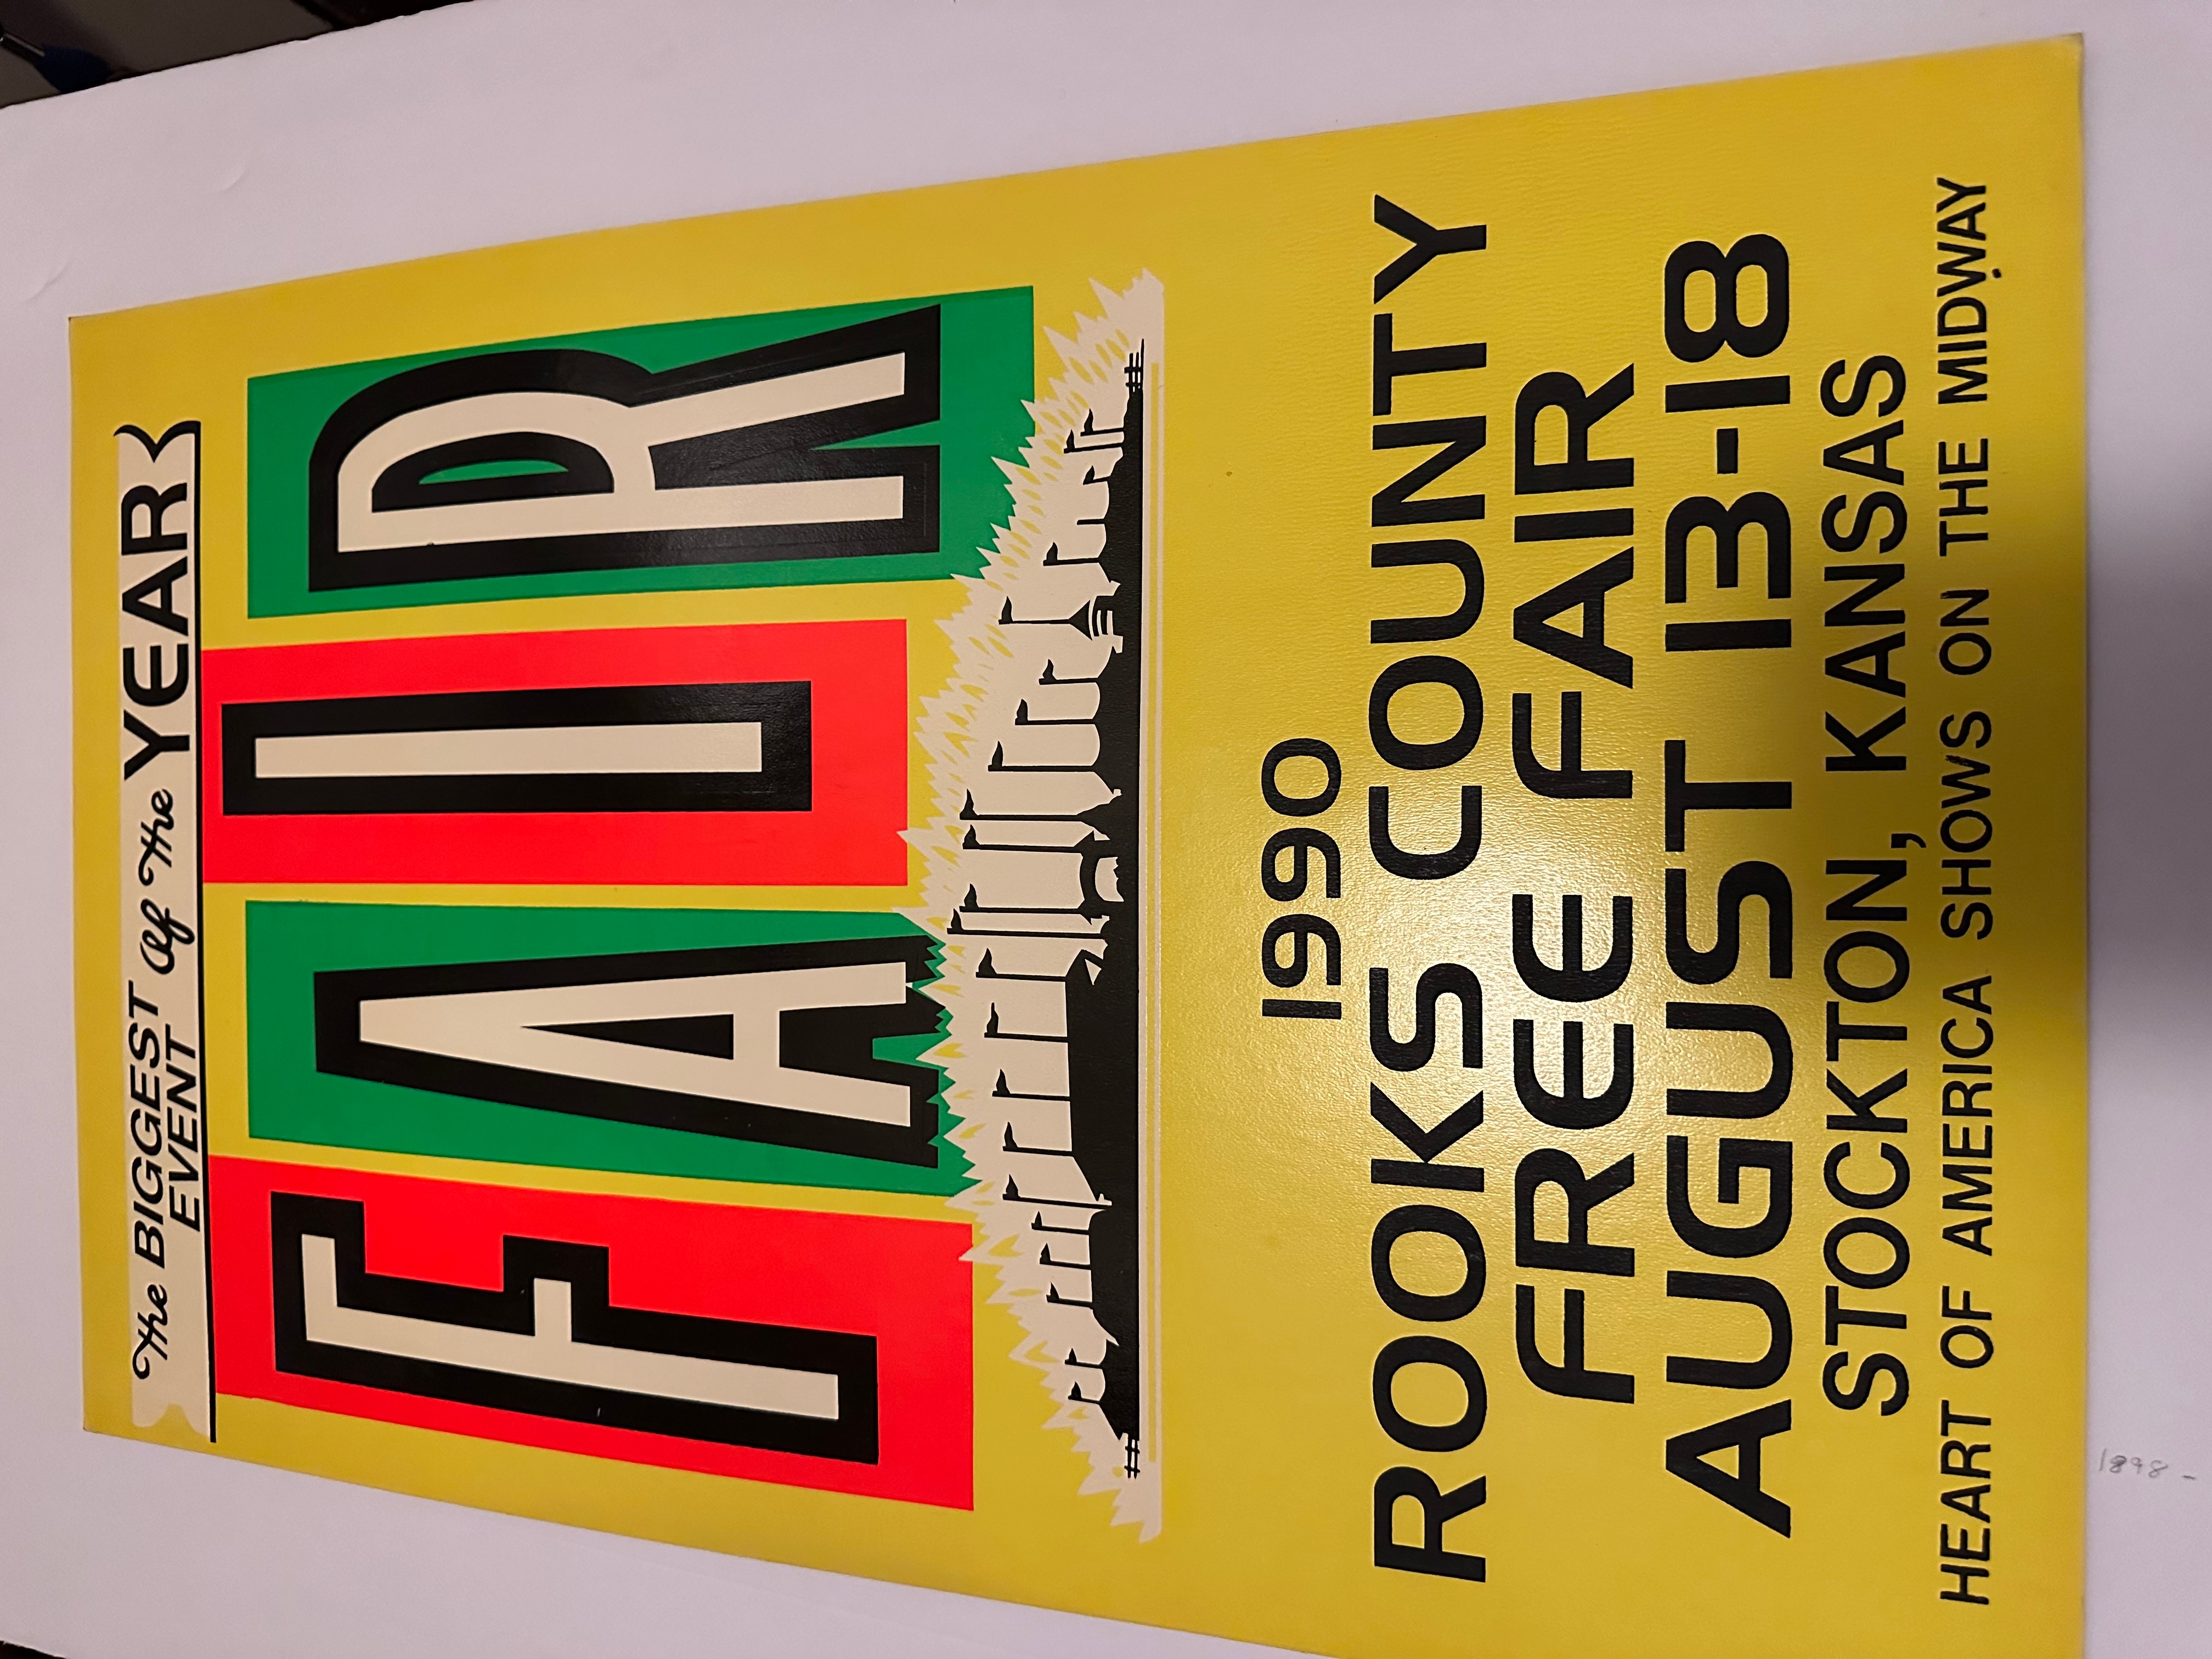 the BIGGEST of the YEAR
EVENT
FAIR
1990
ROOKS COUNTY
FREE FAIR
AUGUST 13-18
STOCKTON, KANSAS
HEART OF AMERICA SHOWS ON THE MIDWAY
1898 -